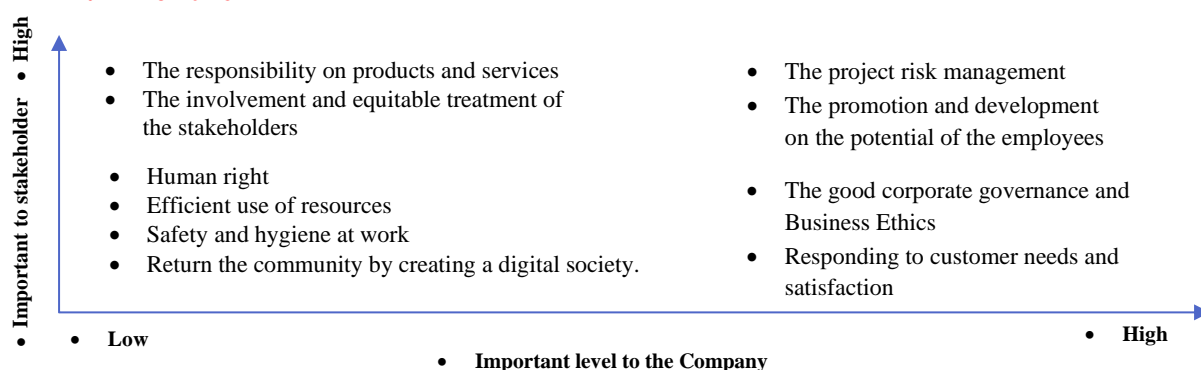 • High
• The responsibility on products and services
• The involvement and equitable treatment of
the stakeholders
• Human right
• Efficient use of resources
• Safety and hygiene at work
• Return the community by creating a digital society.
• The project risk management
• The promotion and development
on the potential of the employees
• The good corporate governance and
Business Ethics
• Responding to customer needs and
satisfaction
• Important to stakeholder
• Low
• High
• Important level to the Company